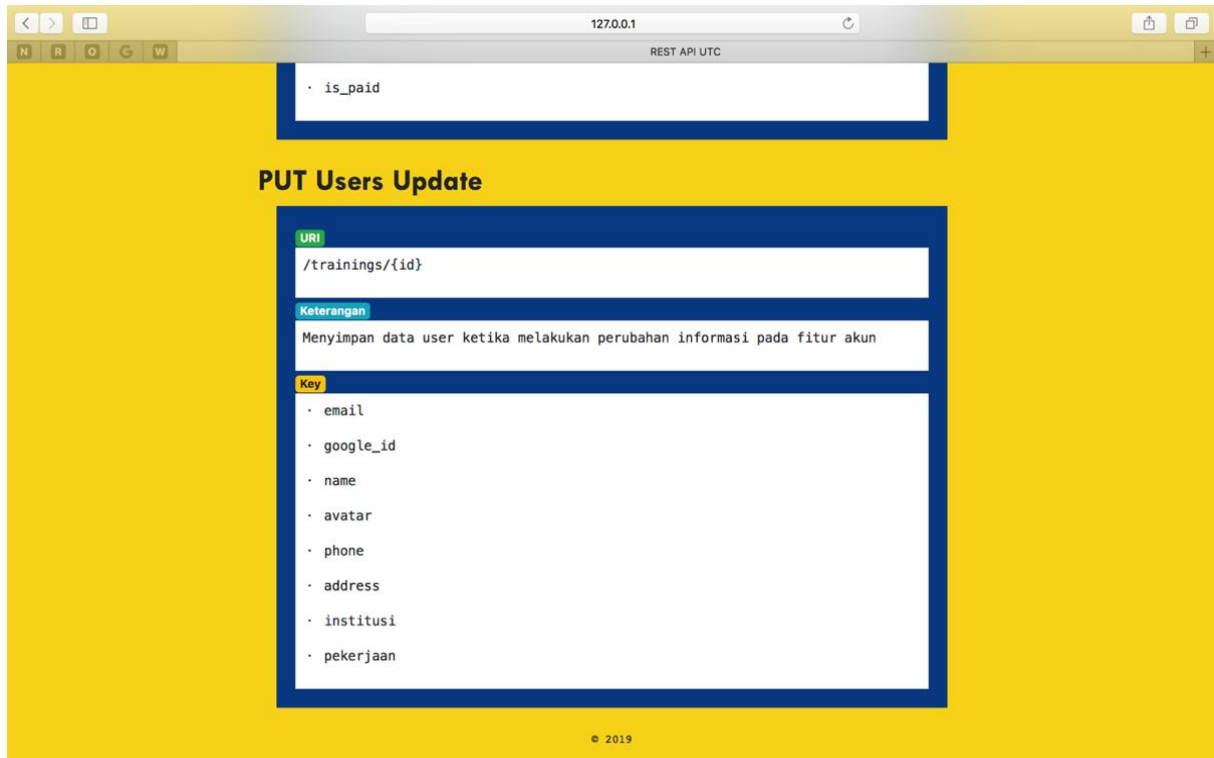 127.0.0.1
N R O G W
REST API UTC
· is_paid
PUT Users Update
URI
/trainings/{id}
Keterangan
Menyimpan data user ketika melakukan perubahan informasi pada fitur akun
Key
· email
· google_id
· name
· avatar
· phone
· address
· institusi
· pekerjaan
© 2019